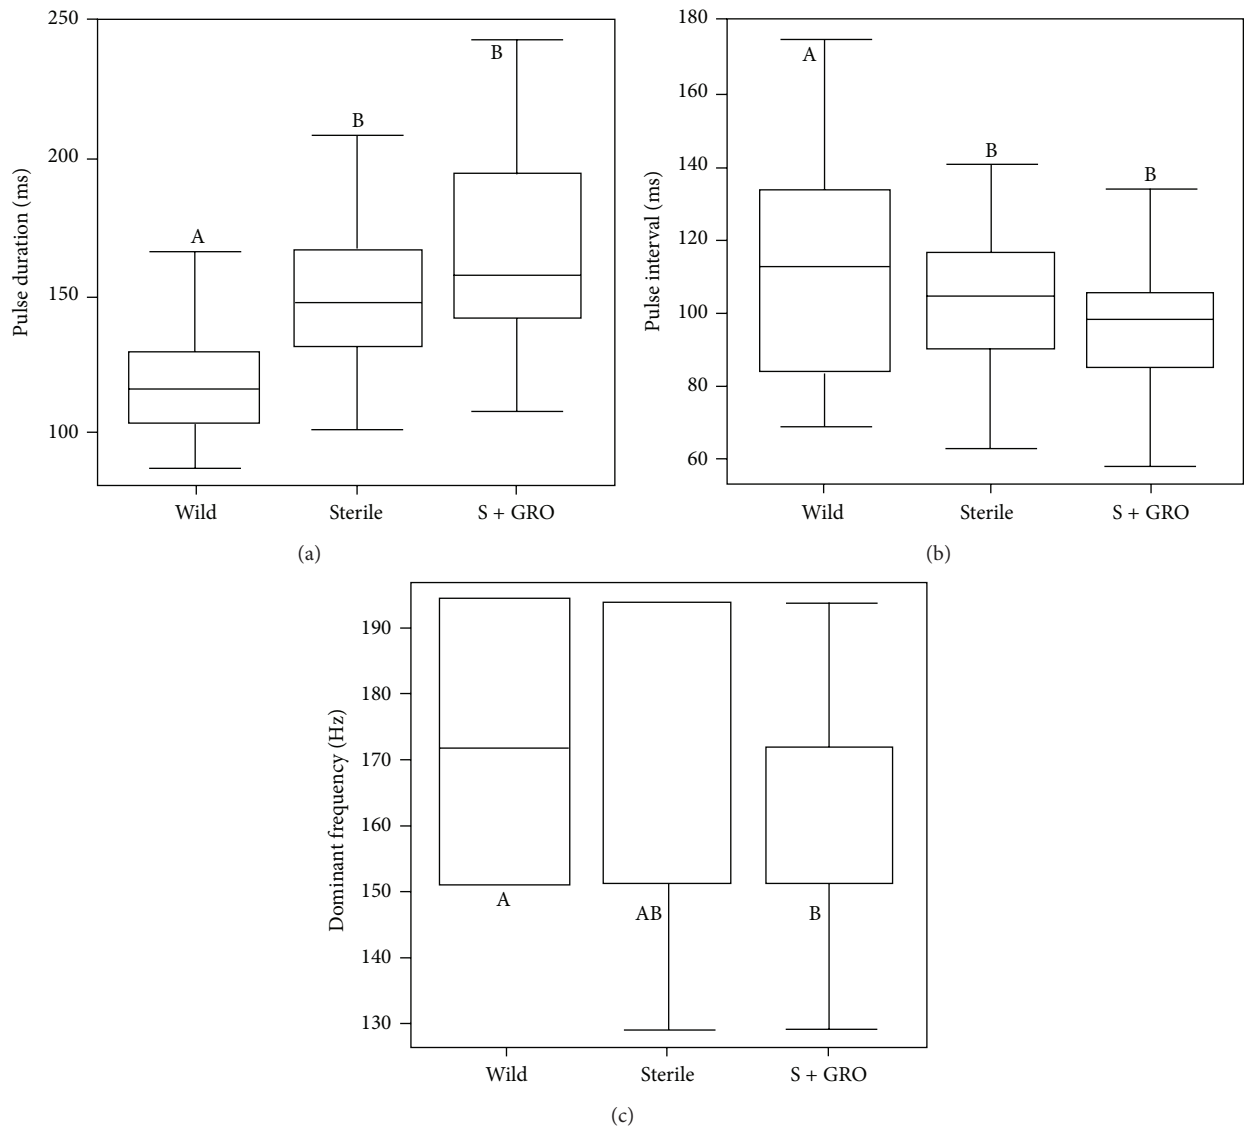 250
200
150
100
Pulse duration (ms)
A
B
B
Wild
Sterile
S + GRO
(a)
180
160
140
120
100
80
60
Pulse interval (ms)
A
B
B
Wild
Sterile
S + GRO
(b)
190
180
170
160
150
140
130
Dominant frequency (Hz)
A
AB
B
Wild
Sterile
S + GRO
(c)